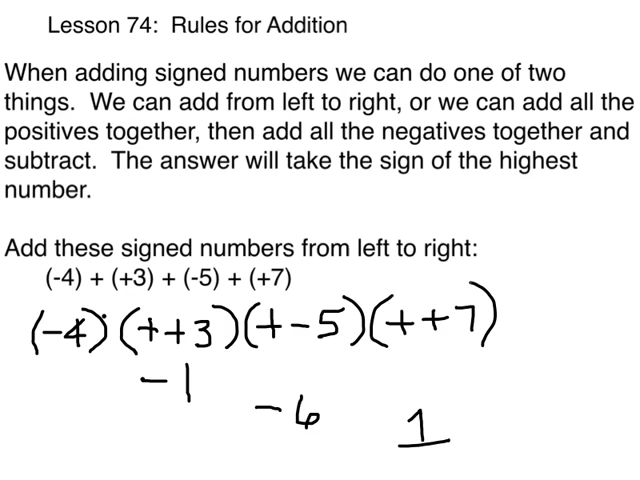 Lesson 74:  Rules for Addition
When adding signed numbers we can do one of two
things.  We can add from left to right, or we can add all the
positives together, then add all the negatives together and
subtract.  The answer will take the sign of the highest
number.
Add these signed numbers from left to right:
(-4) + (+3) + (-5) + (+7)
(-4) (++3)(+-5)(++7)
-1
-6
1